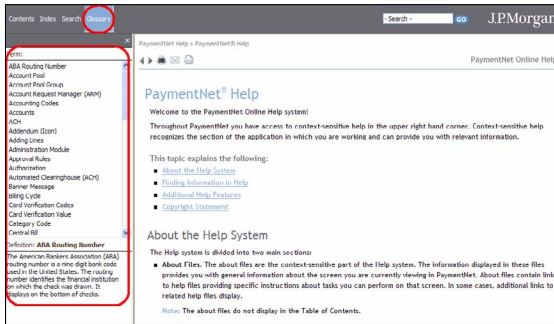 Contents Index Search Glossary
- Search -
GO
J.P.Morgan
Term:
ABA Routing Number
Account Pool
Account Pool Group
Account Request Manager (ARM)
Accounting Codes
Accounts
ACH
Addendum (Icon)
Adding Lines
Administration Module
Approval Rules
Authorization
Automated Clearinghouse (ACH)
Banner Message
Billing Cycle
Card Verification Codes
Card Verification Value
Category Code
Central Bill
Definition: ABA Routing Number
The American Bankers Association (ABA)
routing number is a nine digit bank code
used in the United States. The routing
number identifies the financial institution
on which the check was drawn. It
displays on the bottom of checks.
PaymentNet Help > PaymentNet® Help
PaymentNet Online Help
PaymentNet® Help
Welcome to the PaymentNet Online Help system!
Throughout PaymentNet you have access to context-sensitive help in the upper right hand corner. Context-sensitive help
recognizes the section of the application in which you are working and can provide you with relevant information.
This topic explains the following:
About the Help System
Finding Information in Help
Additional Help Features
Copyright Statement
About the Help System
The Help system is divided into two main sections:
About Files. The about files are the context-sensitive part of the Help system. The information displayed in these files
provides you with general information about the screen you are currently viewing in PaymentNet. About files contain link
to help files providing specific instructions about tasks you can perform on that screen. In some cases, additional links to
related help files display.
Note: The about files do not display in the Table of Contents.